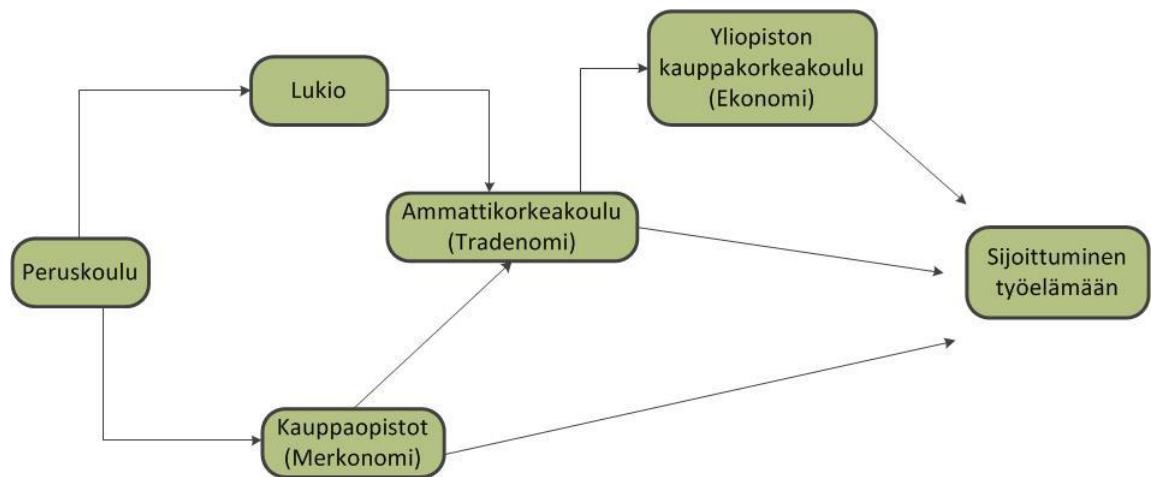 Yliopiston
kauppakorkeakoulu
(Ekonomi)
Lukio
Ammattikorkeakoulu
(Tradenomi)
Peruskoulu
Sijoittuminen
työelämään
Kauppaopistot
(Merkonomi)